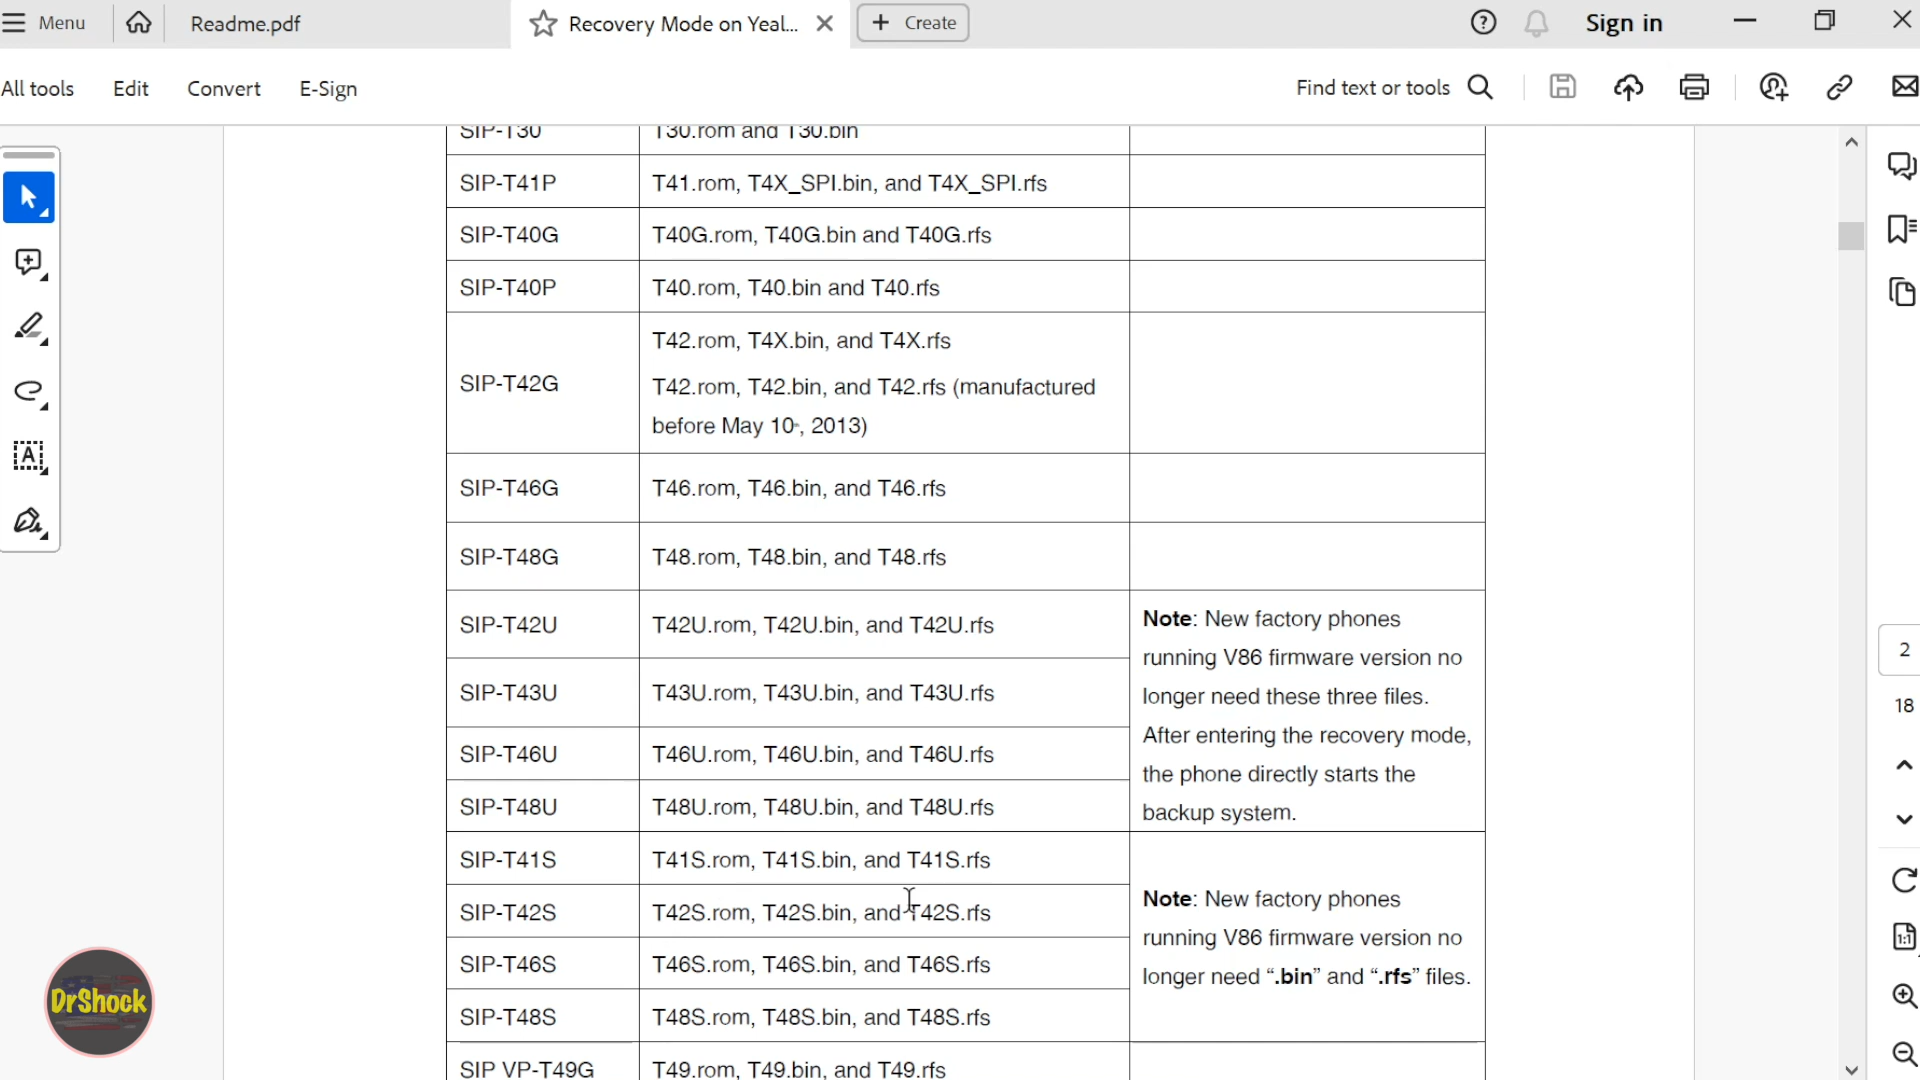 Menu
Readme.pdf
Recovery Mode on Yeal...
Create
Sign in
All tools
Edit
Convert
E-Sign
Find text or tools
SIP-T30 T30.rom and T30.bin
SIP-T41P T41.rom, T4X_SPI.bin, and T4X_SPI.rfs
SIP-T40G T40G.rom, T40G.bin and T40G.rfs
SIP-T40P T40.rom, T40.bin and T40.rfs
SIP-T42G
T42.rom, T4X.bin, and T4X.rfs
T42.rom, T42.bin, and T42.rfs (manufactured
before May 10th, 2013)
SIP-T46G T46.rom, T46.bin, and T46.rfs
SIP-T48G T48.rom, T48.bin, and T48.rfs
SIP-T42U T42U.rom, T42U.bin, and T42U.rfs
SIP-T43U T43U.rom, T43U.bin, and T43U.rfs
SIP-T46U T46U.rom, T46U.bin, and T46U.rfs
SIP-T48U T48U.rom, T48U.bin, and T48U.rfs
Note: New factory phones
running V86 firmware version no
longer need these three files.
After entering the recovery mode,
the phone directly starts the
backup system.
SIP-T41S T41S.rom, T41S.bin, and T41S.rfs
SIP-T42S T42S.rom, T42S.bin, and T42S.rfs
SIP-T46S T46S.rom, T46S.bin, and T46S.rfs
SIP-T48S T48S.rom, T48S.bin, and T48S.rfs
Note: New factory phones
running V86 firmware version no
longer need “.bin” and “.rfs” files.
SIP VP-T49G T49.rom, T49.bin, and T49.rfs
2
18
1:1
DrShock